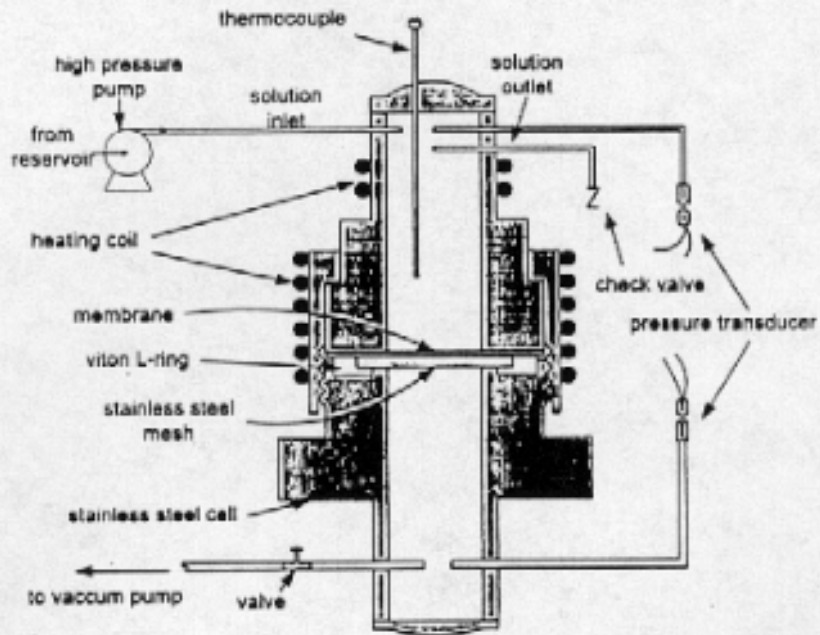 thermocouple
high pressure
pump
solution
inlet
solution
outlet
from
reservoir
heating coil
check valve
membrane
pressure transducer
viton L-ring
stainless steel
mesh
stainless steel cell
to vaccum pump
valve